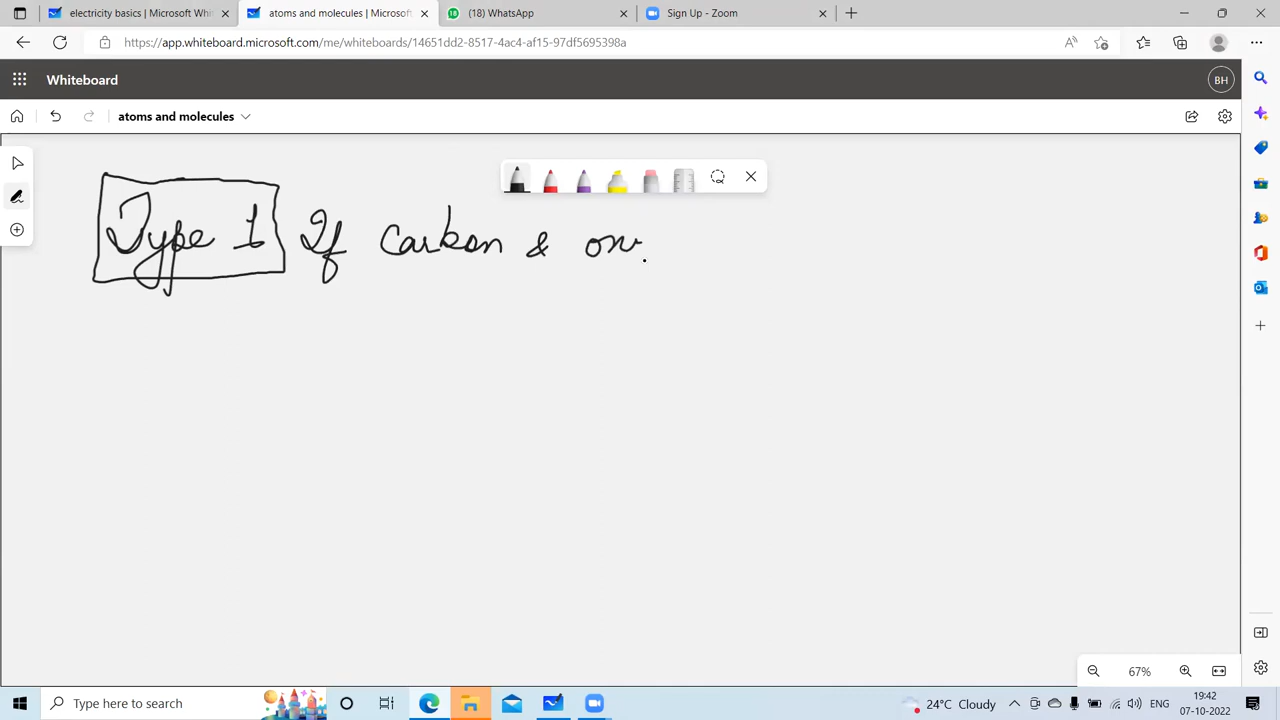 electricity basics | Microsoft Whi
atoms and molecules | Microsoft
(18) WhatsApp
Sign Up - Zoom
https://app.whiteboard.microsoft.com/me/whiteboards/14651dd2-8517-4ac4-af15-97df5695398a
Whiteboard
BH
atoms and molecules
Type 1 If Carbon &
67%
Type here to search
24°C Cloudy
ENG
19:42
07-10-2022